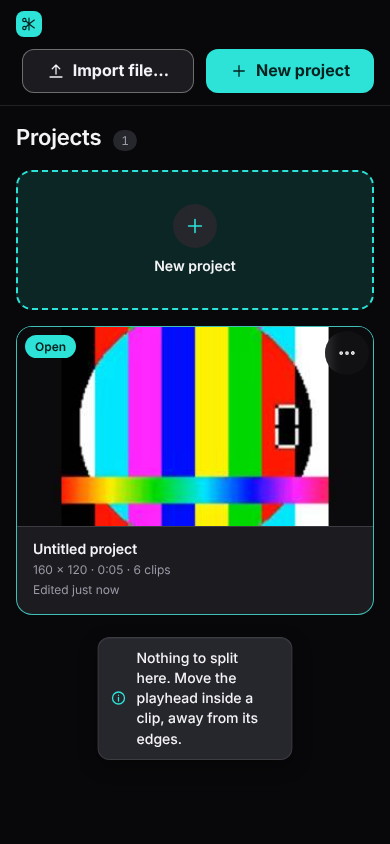 Import file...
New project
Projects 1
New project
Open
0
Untitled project
160 × 120 · 0:05 · 6 clips
Edited just now
Nothing to split
here. Move the
playhead inside a
clip, away from its
edges.